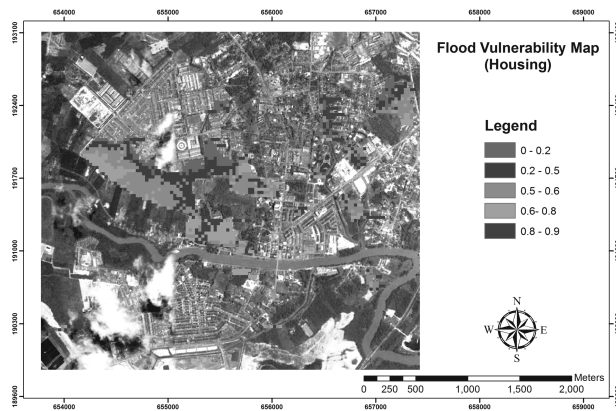 654000 655000 656000 657000 658000 659000
193100
192400
191700
191000
190300
189600
Flood Vulnerability Map
(Housing)
Legend
0 - 0.2
0.2 - 0.5
0.5 - 0.6
0.6- 0.8
0.8 - 0.9
N
W E
S
Meters
0 250 500 1,000 1,500 2,000
654000 655000 656000 657000 658000 659000